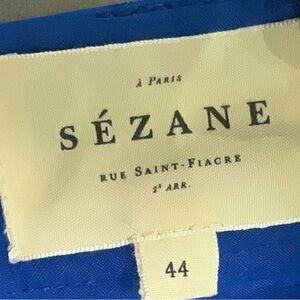 À PARIS
SÉZANE
RUE SAINT-FIACRE
2ᵉ ARR.
44